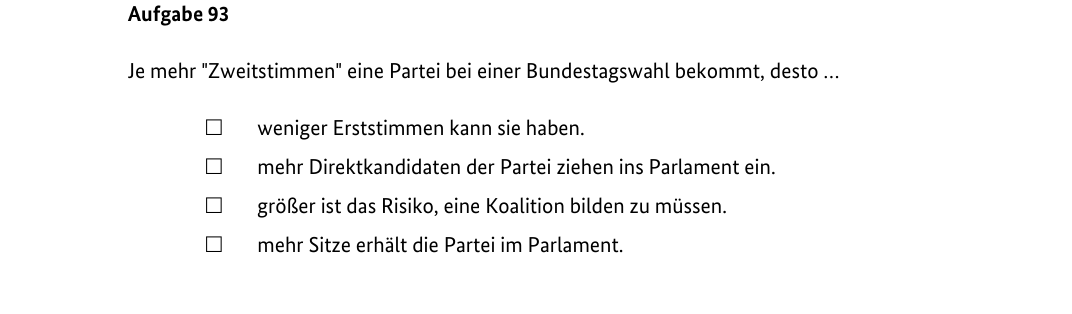 Aufgabe 93
Je mehr "Zweitstimmen" eine Partei bei einer Bundestagswahl bekommt, desto ...
☐ weniger Erststimmen kann sie haben.
☐ mehr Direktkandidaten der Partei ziehen ins Parlament ein.
☐ größer ist das Risiko, eine Koalition bilden zu müssen.
☐ mehr Sitze erhält die Partei im Parlament.